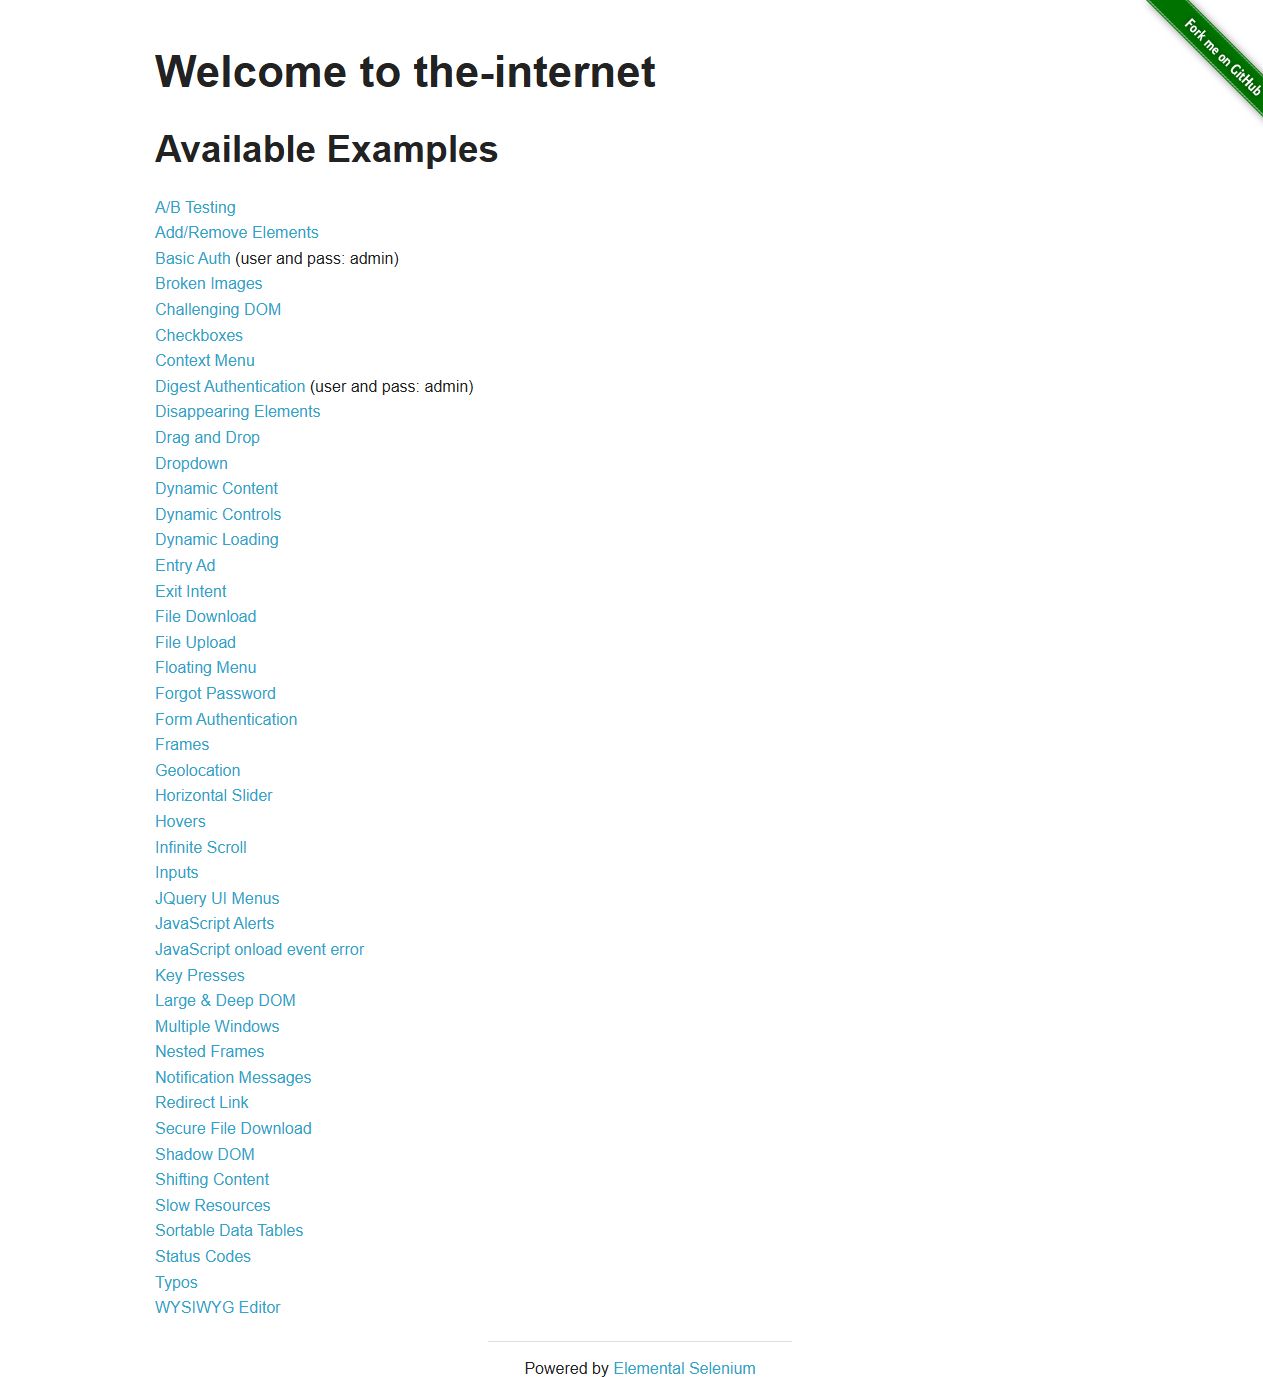 Fork me on GitHub
Welcome to the-internet
Available Examples
A/B Testing
Add/Remove Elements
Basic Auth (user and pass: admin)
Broken Images
Challenging DOM
Checkboxes
Context Menu
Digest Authentication (user and pass: admin)
Disappearing Elements
Drag and Drop
Dropdown
Dynamic Content
Dynamic Controls
Dynamic Loading
Entry Ad
Exit Intent
File Download
File Upload
Floating Menu
Forgot Password
Form Authentication
Frames
Geolocation
Horizontal Slider
Hovers
Infinite Scroll
Inputs
JQuery UI Menus
JavaScript Alerts
JavaScript onload event error
Key Presses
Large & Deep DOM
Multiple Windows
Nested Frames
Notification Messages
Redirect Link
Secure File Download
Shadow DOM
Shifting Content
Slow Resources
Sortable Data Tables
Status Codes
Typos
WYSIWYG Editor
Powered by Elemental Selenium